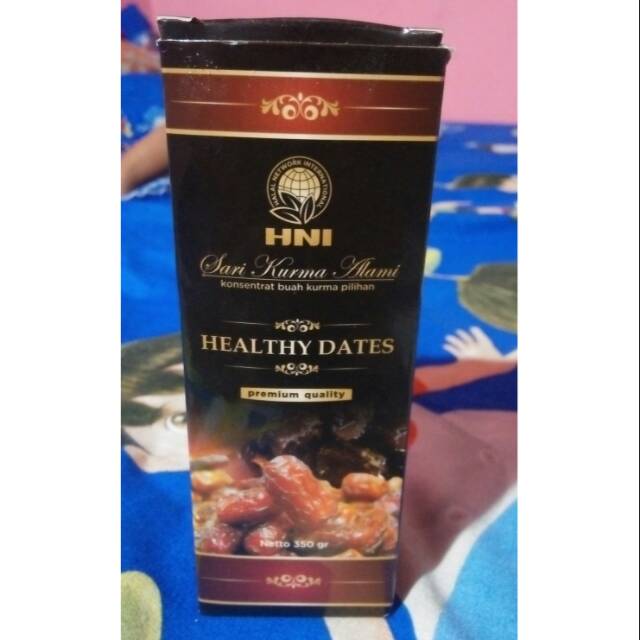 HALAL NETWORK INTERNATIONAL
HNI
Sari Kurma Alami
konsentrat buah kurma pilihan
HEALTHY DATES
premium quality
Netto 350 gr